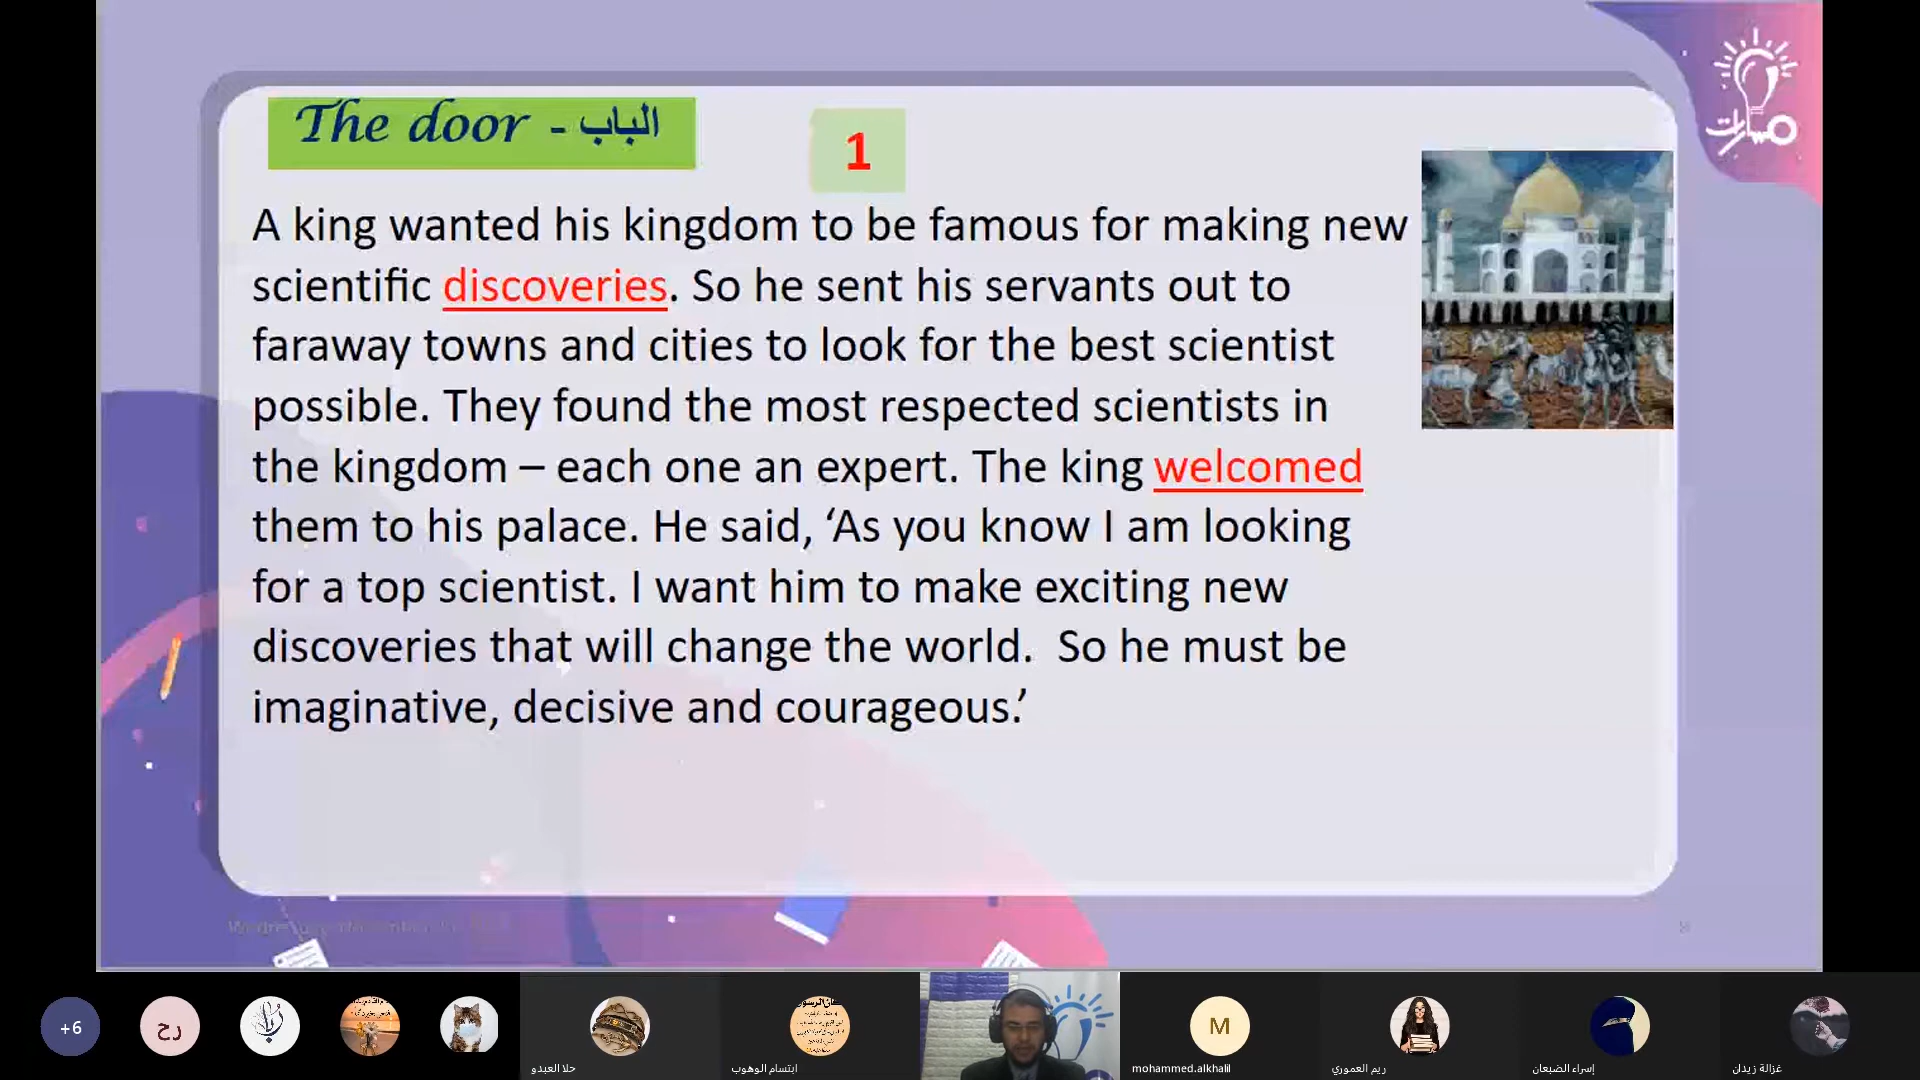 The door - الباب
1
مسارات
A king wanted his kingdom to be famous for making new
scientific discoveries. So he sent his servants out to
faraway towns and cities to look for the best scientist
possible. They found the most respected scientists in
the kingdom – each one an expert. The king welcomed
them to his palace. He said, ‘As you know I am looking
for a top scientist. I want him to make exciting new
discoveries that will change the world.  So he must be
imaginative, decisive and courageous.’
+6
رح
حلا العبدو
ابتسام الوهوب
M
mohammed.alkhalil
ريم العموري
إسراء الضبعان
غزالة زيدان